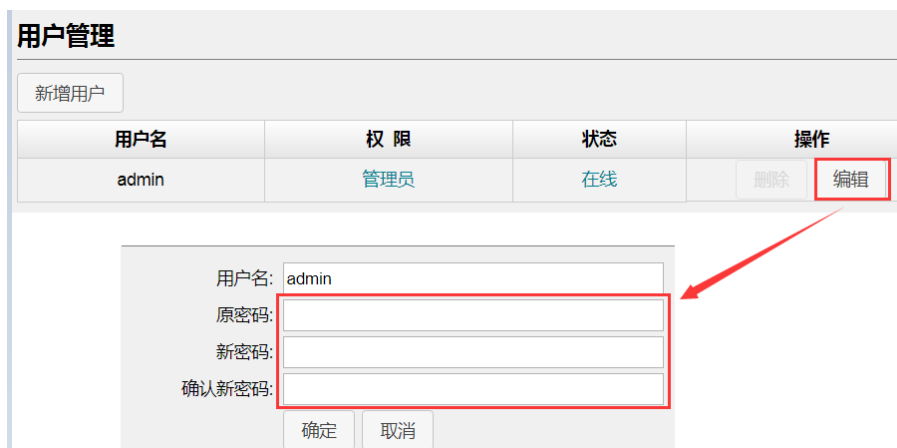 用户管理
新增用户
用户名 权 限 状态 操作
admin 管理员 在线 删除 编辑
用户名: admin
原密码:
新密码:
确认新密码:
确定 取消